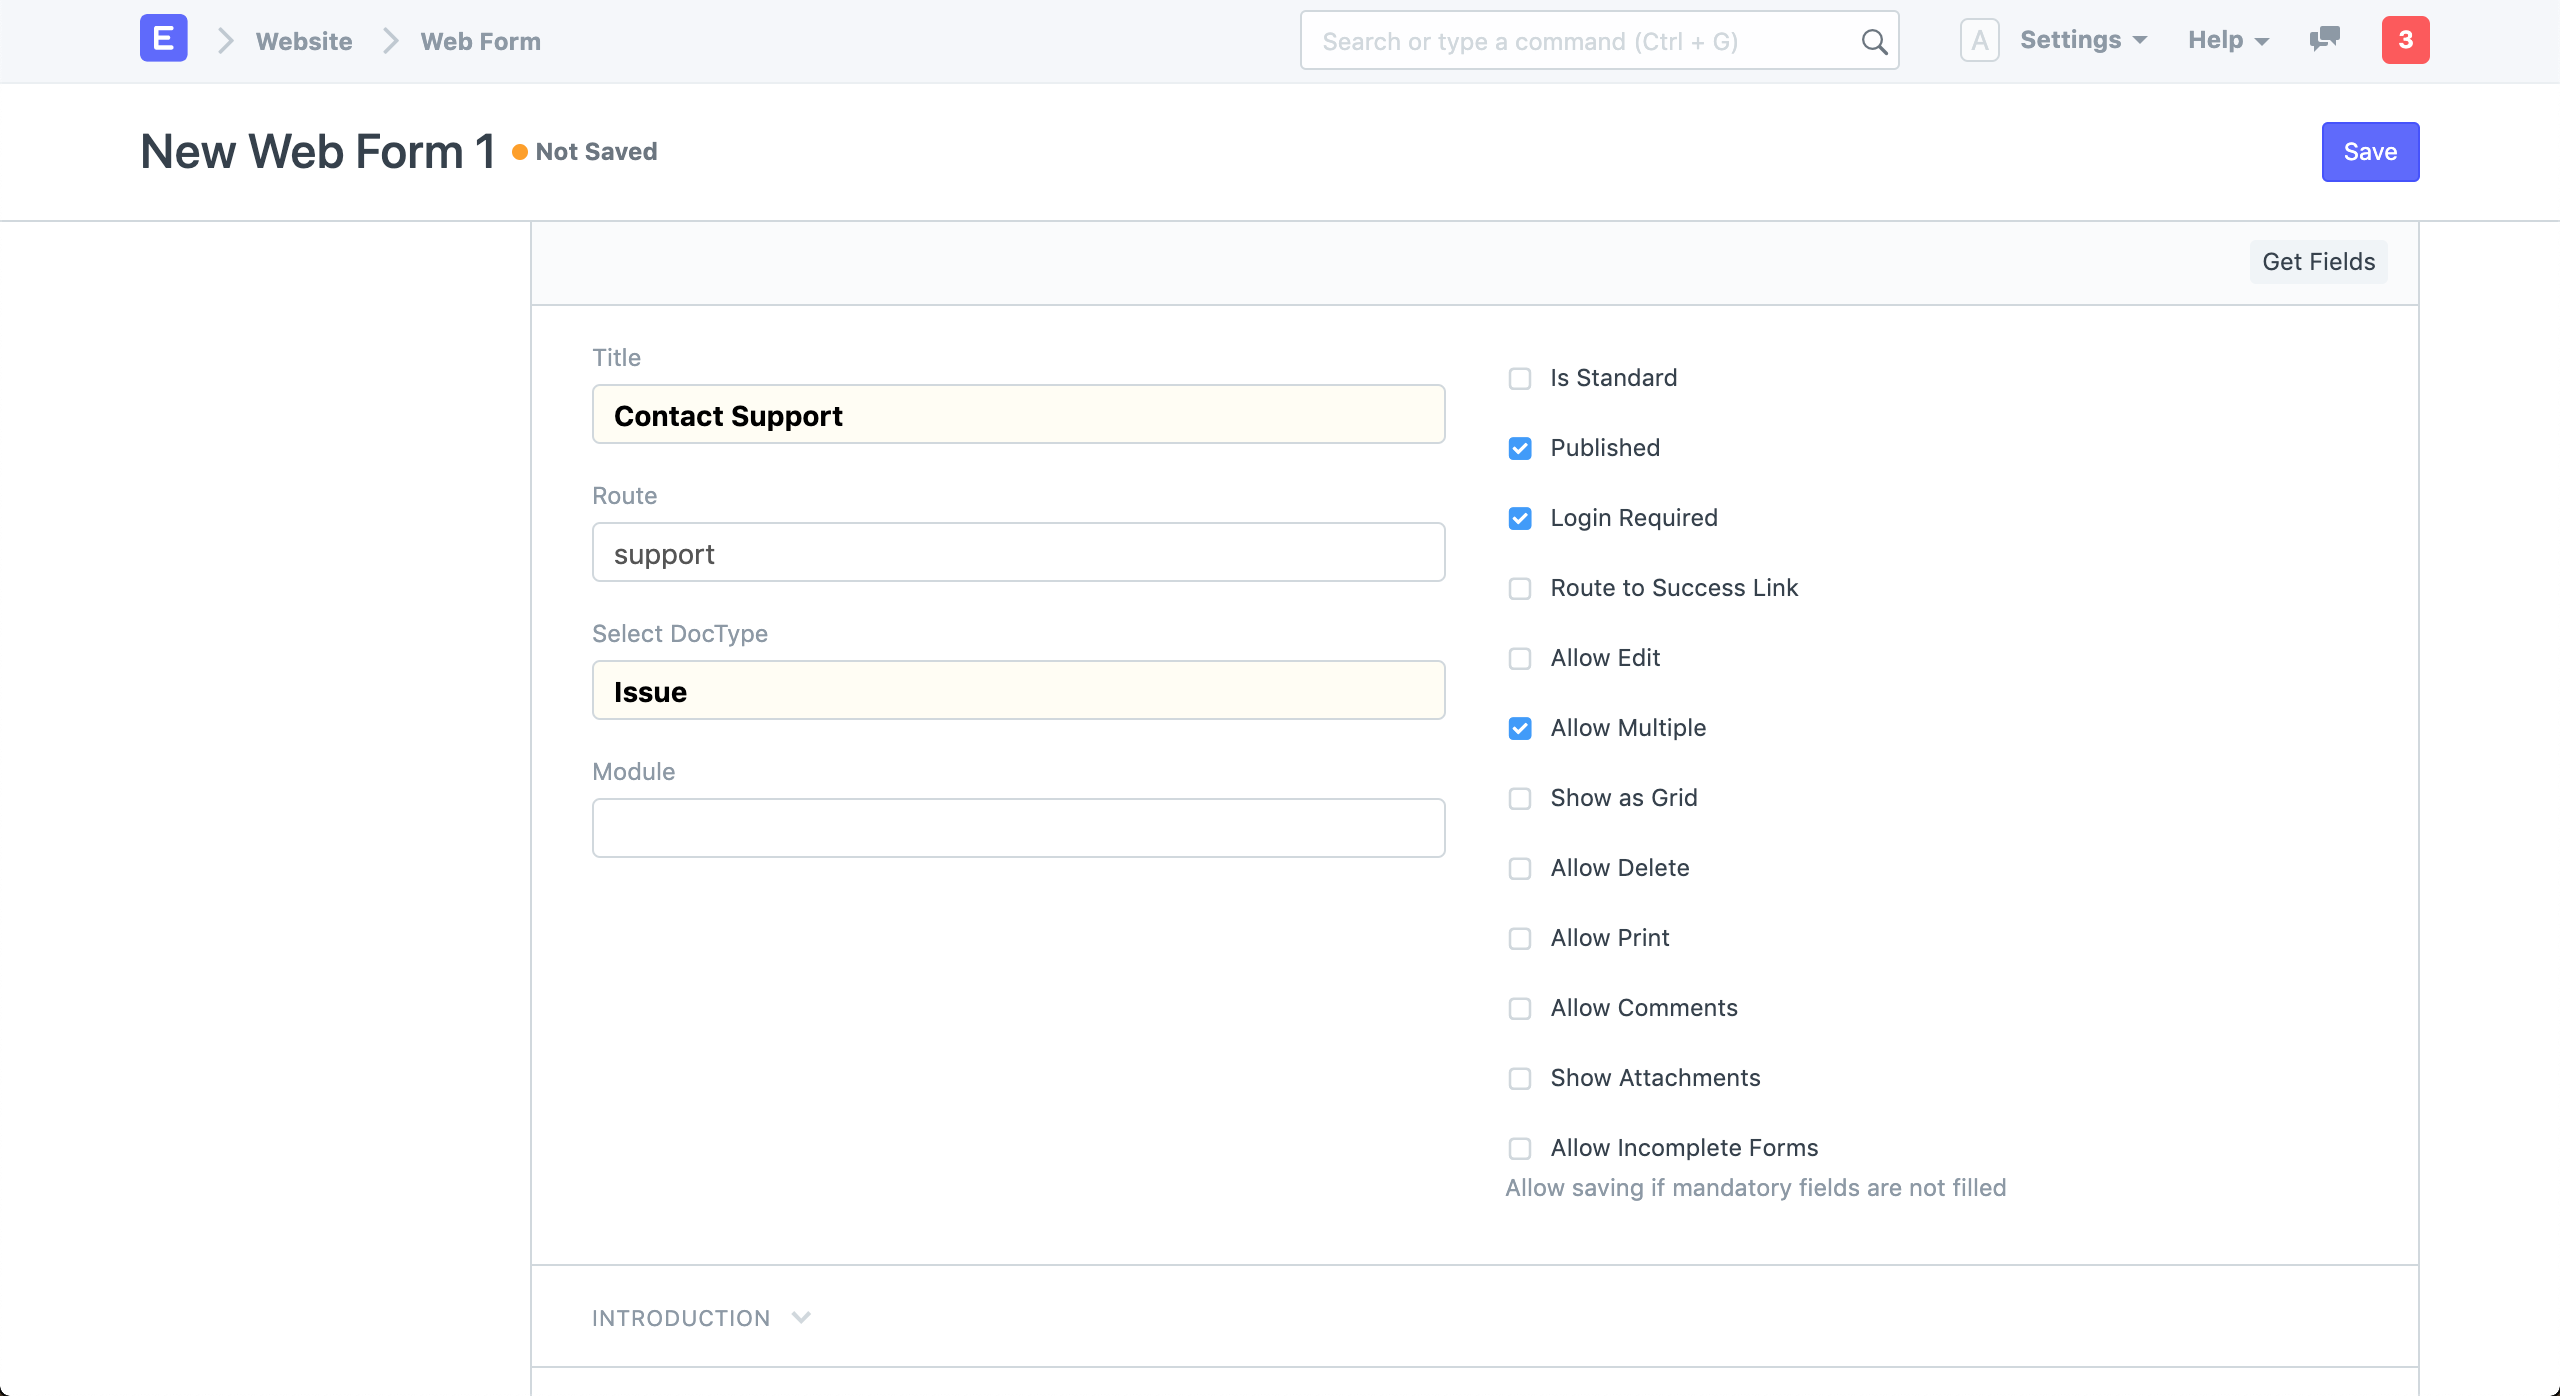 E
Website
Web Form
Search or type a command (Ctrl + G)
A
Settings
Help
3
New Web Form 1
Not Saved
Save
Get Fields
Title
Contact Support
Route
support
Select DocType
Issue
Module
Is Standard
Published
Login Required
Route to Success Link
Allow Edit
Allow Multiple
Show as Grid
Allow Delete
Allow Print
Allow Comments
Show Attachments
Allow Incomplete Forms
Allow saving if mandatory fields are not filled
INTRODUCTION